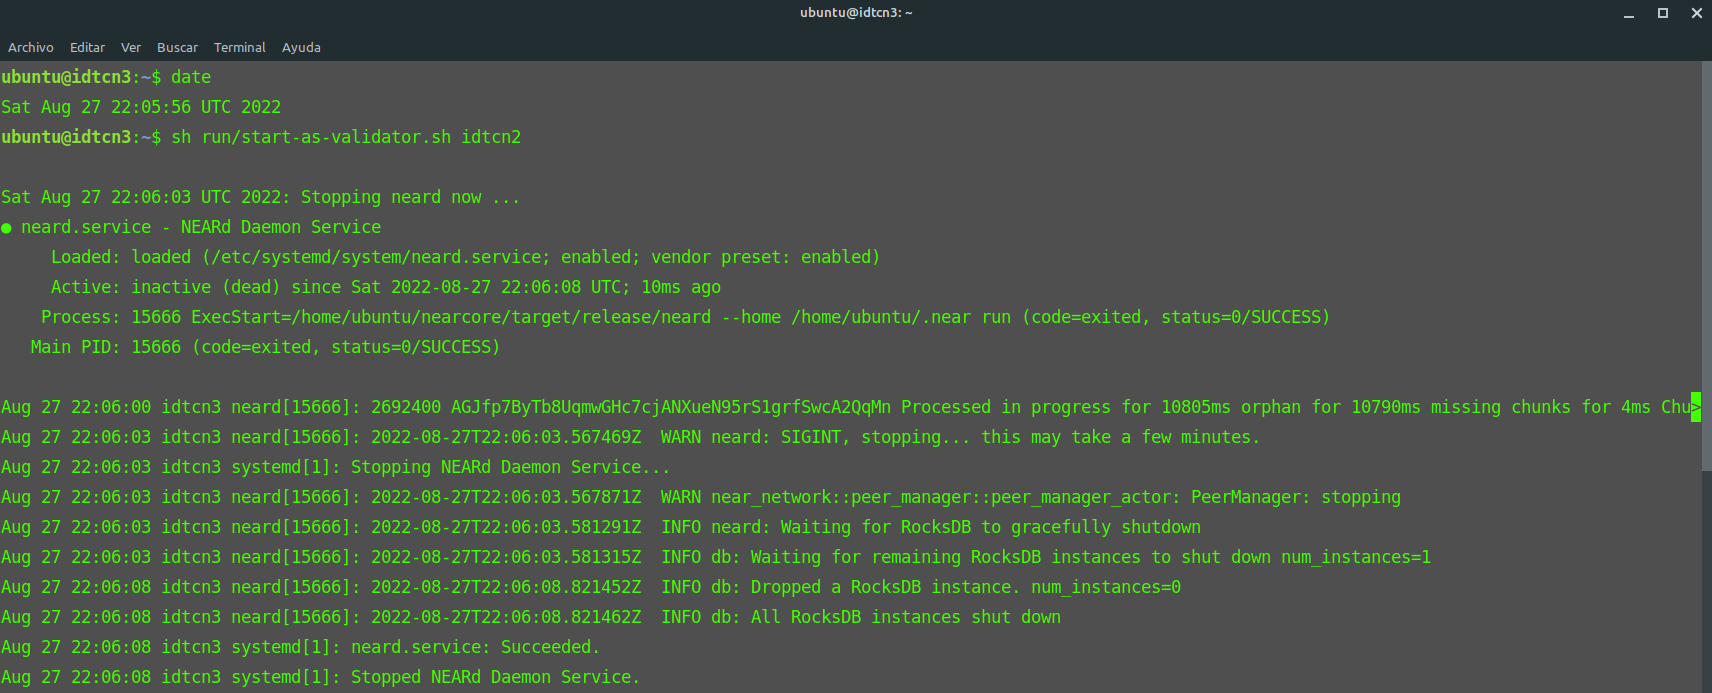 ubuntu@idtcn3: ~
Archivo Editar Ver Buscar Terminal Ayuda
ubuntu@idtcn3:~$ date
Sat Aug 27 22:05:56 UTC 2022
ubuntu@idtcn3:~$ sh run/start-as-validator.sh idtcn2
Sat Aug 27 22:06:03 UTC 2022: Stopping neard now ...
● neard.service - NEARd Daemon Service
Loaded: loaded (/etc/systemd/system/neard.service; enabled; vendor preset: enabled)
Active: inactive (dead) since Sat 2022-08-27 22:06:08 UTC; 10ms ago
Process: 15666 ExecStart=/home/ubuntu/nearcore/target/release/neard --home /home/ubuntu/.near run (code=exited, status=0/SUCCESS)
Main PID: 15666 (code=exited, status=0/SUCCESS)
Aug 27 22:06:00 idtcn3 neard[15666]: 2692400 AGJfp7ByTb8UqmwGHc7cjANXueN95rS1grfSwcA2QqMn Processed in progress for 10805ms orphan for 10790ms missing chunks for 4ms Chu>
Aug 27 22:06:03 idtcn3 neard[15666]: 2022-08-27T22:06:03.567469Z  WARN neard: SIGINT, stopping... this may take a few minutes.
Aug 27 22:06:03 idtcn3 systemd[1]: Stopping NEARd Daemon Service...
Aug 27 22:06:03 idtcn3 neard[15666]: 2022-08-27T22:06:03.567871Z  WARN near_network::peer_manager::peer_manager_actor: PeerManager: stopping
Aug 27 22:06:03 idtcn3 neard[15666]: 2022-08-27T22:06:03.581291Z  INFO neard: Waiting for RocksDB to gracefully shutdown
Aug 27 22:06:03 idtcn3 neard[15666]: 2022-08-27T22:06:03.581315Z  INFO db: Waiting for remaining RocksDB instances to shut down num_instances=1
Aug 27 22:06:08 idtcn3 neard[15666]: 2022-08-27T22:06:08.821452Z  INFO db: Dropped a RocksDB instance. num_instances=0
Aug 27 22:06:08 idtcn3 neard[15666]: 2022-08-27T22:06:08.821462Z  INFO db: All RocksDB instances shut down
Aug 27 22:06:08 idtcn3 systemd[1]: neard.service: Succeeded.
Aug 27 22:06:08 idtcn3 systemd[1]: Stopped NEARd Daemon Service.